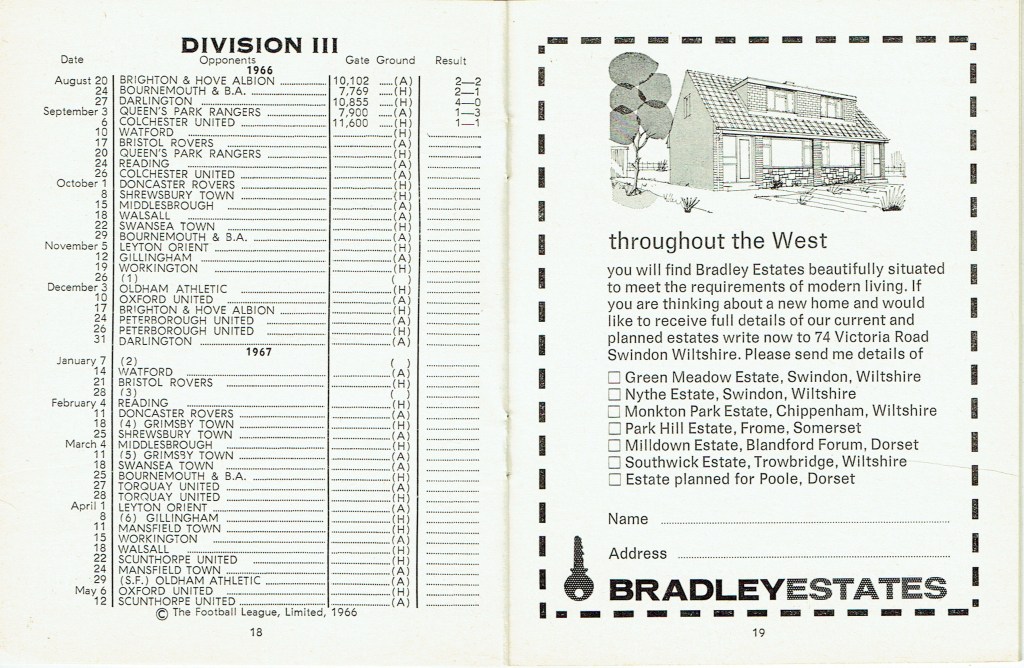 DIVISION III
Date Opponents Gate Ground Result
1966
August 20 BRIGHTON & HOVE ALBION 10,102 (A) 2—2
24 BOURNEMOUTH & B.A. 7,769 (H) 2—1
27 DARLINGTON 10,855 (H) 4—0
September 3 QUEEN'S PARK RANGERS 7,900 (A) 1—3
6 COLCHESTER UNITED 11,600 (H) 1—1
10 WATFORD (H)
17 BRISTOL ROVERS (A)
20 QUEEN'S PARK RANGERS (H)
24 READING (A)
26 COLCHESTER UNITED (A)
October 1 DONCASTER ROVERS (H)
8 SHREWSBURY TOWN (H)
15 MIDDLESBROUGH (A)
18 WALSALL (A)
22 SWANSEA TOWN (H)
29 BOURNEMOUTH & B.A. (A)
November 5 LEYTON ORIENT (H)
12 GILLINGHAM (A)
19 WORKINGTON (H)
26 (1) ( )
December 3 OLDHAM ATHLETIC (H)
10 OXFORD UNITED (A)
17 BRIGHTON & HOVE ALBION (H)
24 PETERBOROUGH UNITED (A)
26 PETERBOROUGH UNITED (H)
31 DARLINGTON (A)
1967
January 7 (2) ( )
14 WATFORD (A)
21 BRISTOL ROVERS (H)
28 (3) ( )
February 4 READING (H)
11 DONCASTER ROVERS (A)
18 (4) GRIMSBY TOWN (H)
25 SHREWSBURY TOWN (A)
March 4 MIDDLESBROUGH (H)
11 (5) GRIMSBY TOWN (A)
18 SWANSEA TOWN (A)
25 BOURNEMOUTH & B.A. (H)
27 TORQUAY UNITED (A)
28 TORQUAY UNITED (H)
April 1 LEYTON ORIENT (A)
8 (6) GILLINGHAM (H)
11 MANSFIELD TOWN (H)
15 WORKINGTON (A)
18 WALSALL (H)
22 SCUNTHORPE UNITED (H)
24 MANSFIELD TOWN (A)
29 (S.F.) OLDHAM ATHLETIC (A)
May 6 OXFORD UNITED (H)
12 SCUNTHORPE UNITED (A)
© The Football League, Limited, 1966
18
throughout the West
you will find Bradley Estates beautifully situated
to meet the requirements of modern living. If
you are thinking about a new home and would
like to receive full details of our current and
planned estates write now to 74 Victoria Road
Swindon Wiltshire. Please send me details of
Green Meadow Estate, Swindon, Wiltshire
Nythe Estate, Swindon, Wiltshire
Monkton Park Estate, Chippenham, Wiltshire
Park Hill Estate, Frome, Somerset
Milldown Estate, Blandford Forum, Dorset
Southwick Estate, Trowbridge, Wiltshire
Estate planned for Poole, Dorset
Name
Address
BRADLEYESTATES
19